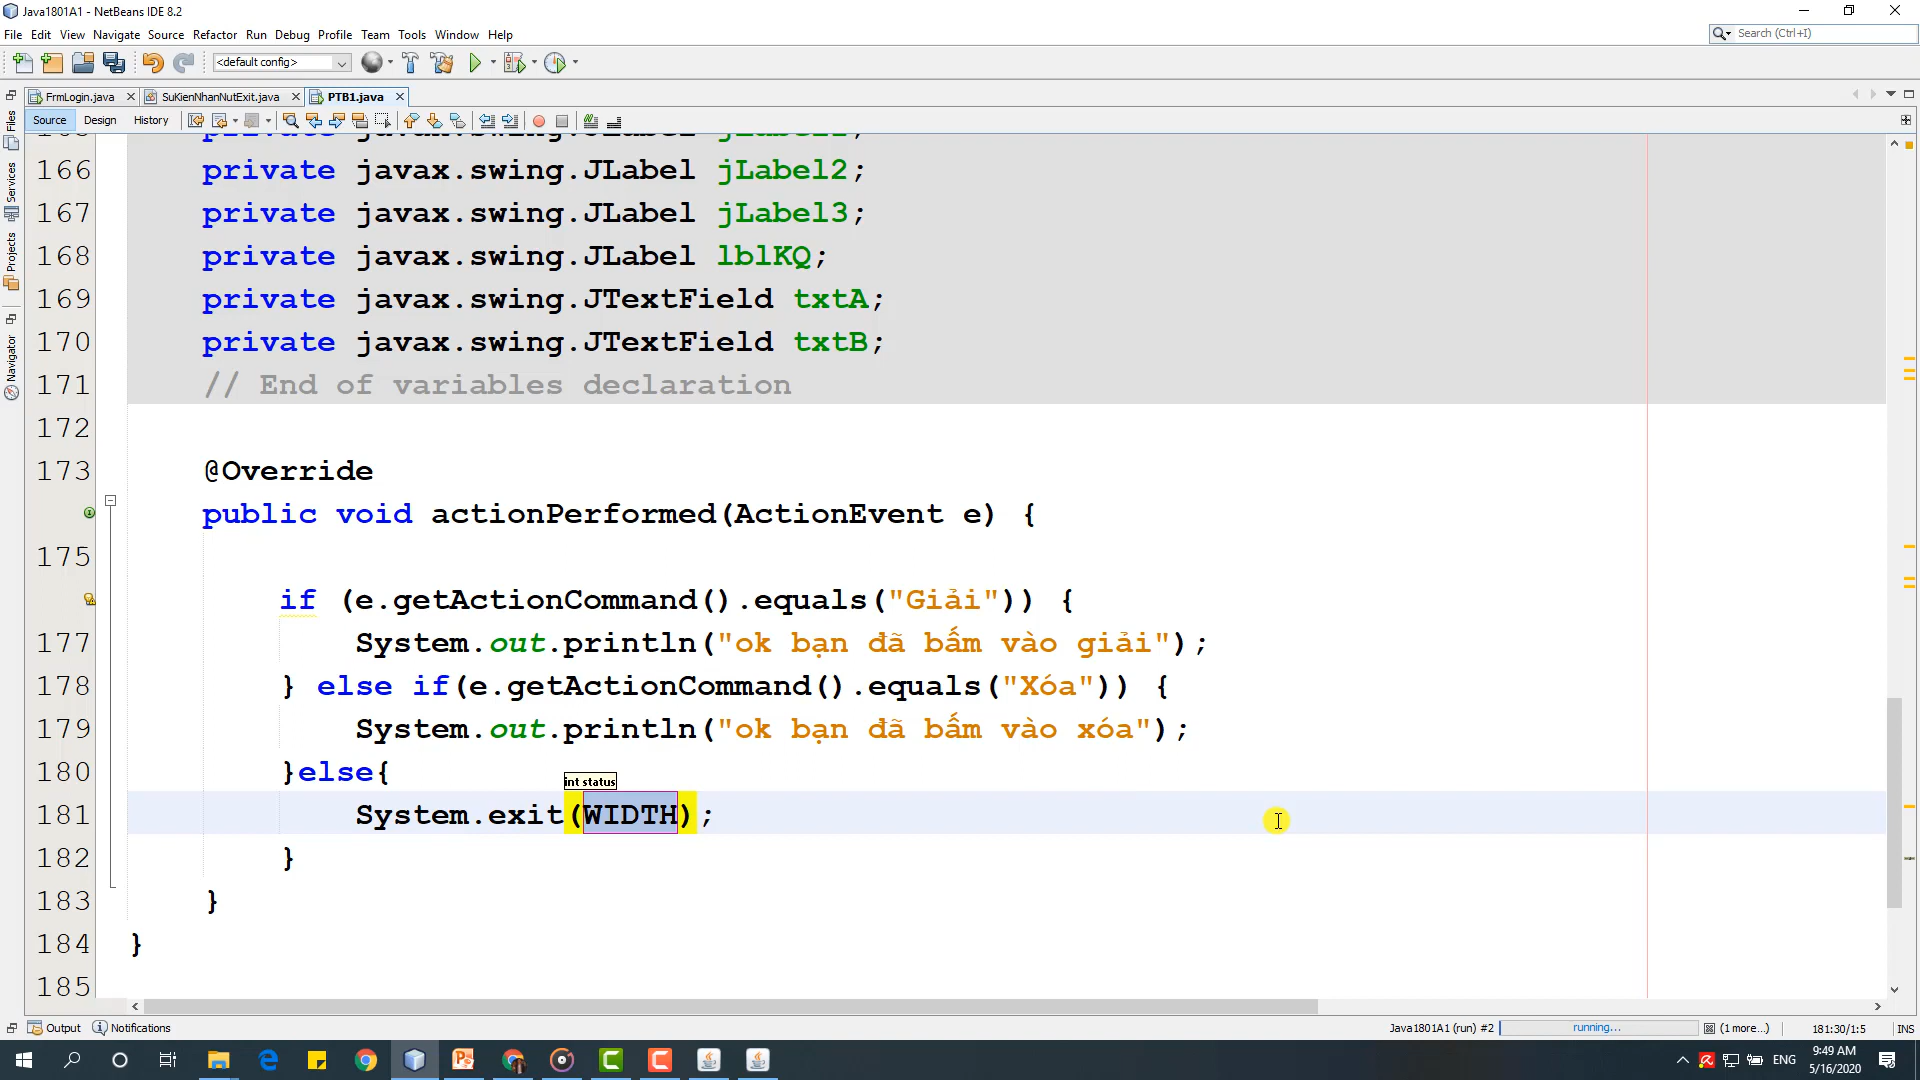 Java1801A1 - NetBeans IDE 8.2
File Edit View Navigate Source Refactor Run Debug Profile Team Tools Window Help
Search (Ctrl+I)
<default config>
FrmLogin.java SuKienNhanNutExit.java PTB1.java
Source Design History
Files
Services
Projects
Navigator
166 private javax.swing.JLabel jLabel2;
167 private javax.swing.JLabel jLabel3;
168 private javax.swing.JLabel lblKQ;
169 private javax.swing.JTextField txtA;
170 private javax.swing.JTextField txtB;
171 // End of variables declaration
172
173 @Override
public void actionPerformed(ActionEvent e) {
175
if (e.getActionCommand().equals("Giải")) {
177 System.out.println("ok bạn đã bấm vào giải");
178 } else if(e.getActionCommand().equals("Xóa")) {
179 System.out.println("ok bạn đã bấm vào xóa");
180 }else{
int status
181 System.exit(WIDTH);
182 }
183 }
184 }
185
Output Notifications
Java1801A1 (run) #2 running... (1 more...) 181:30/1:5 INS
ENG
9:49 AM
5/16/2020